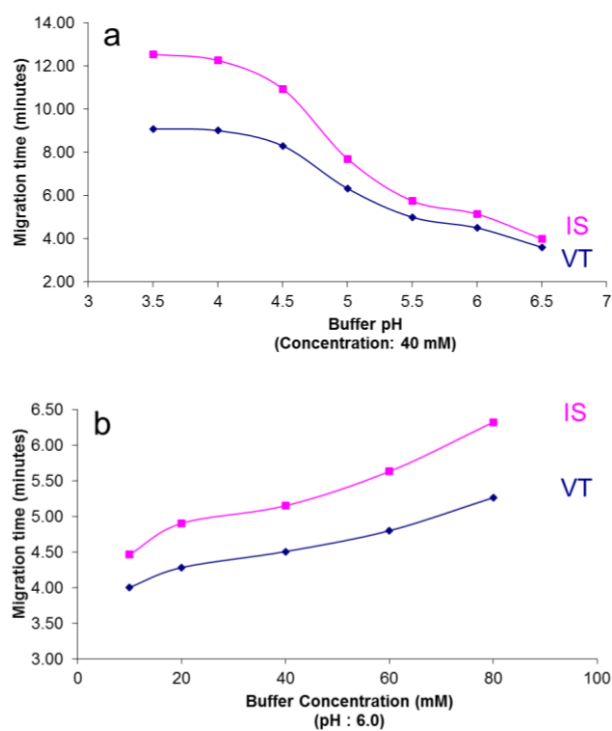 a
14.00
12.00
10.00
8.00
6.00
4.00
2.00
Migration time (minutes)
IS
VT
3 3.5 4 4.5 5 5.5 6 6.5 7
Buffer pH
(Concentration: 40 mM)
b
6.50
6.00
5.50
5.00
4.50
4.00
3.50
3.00
Migration time (minutes)
IS
VT
0 20 40 60 80 100
Buffer Concentration (mM)
(pH : 6.0)